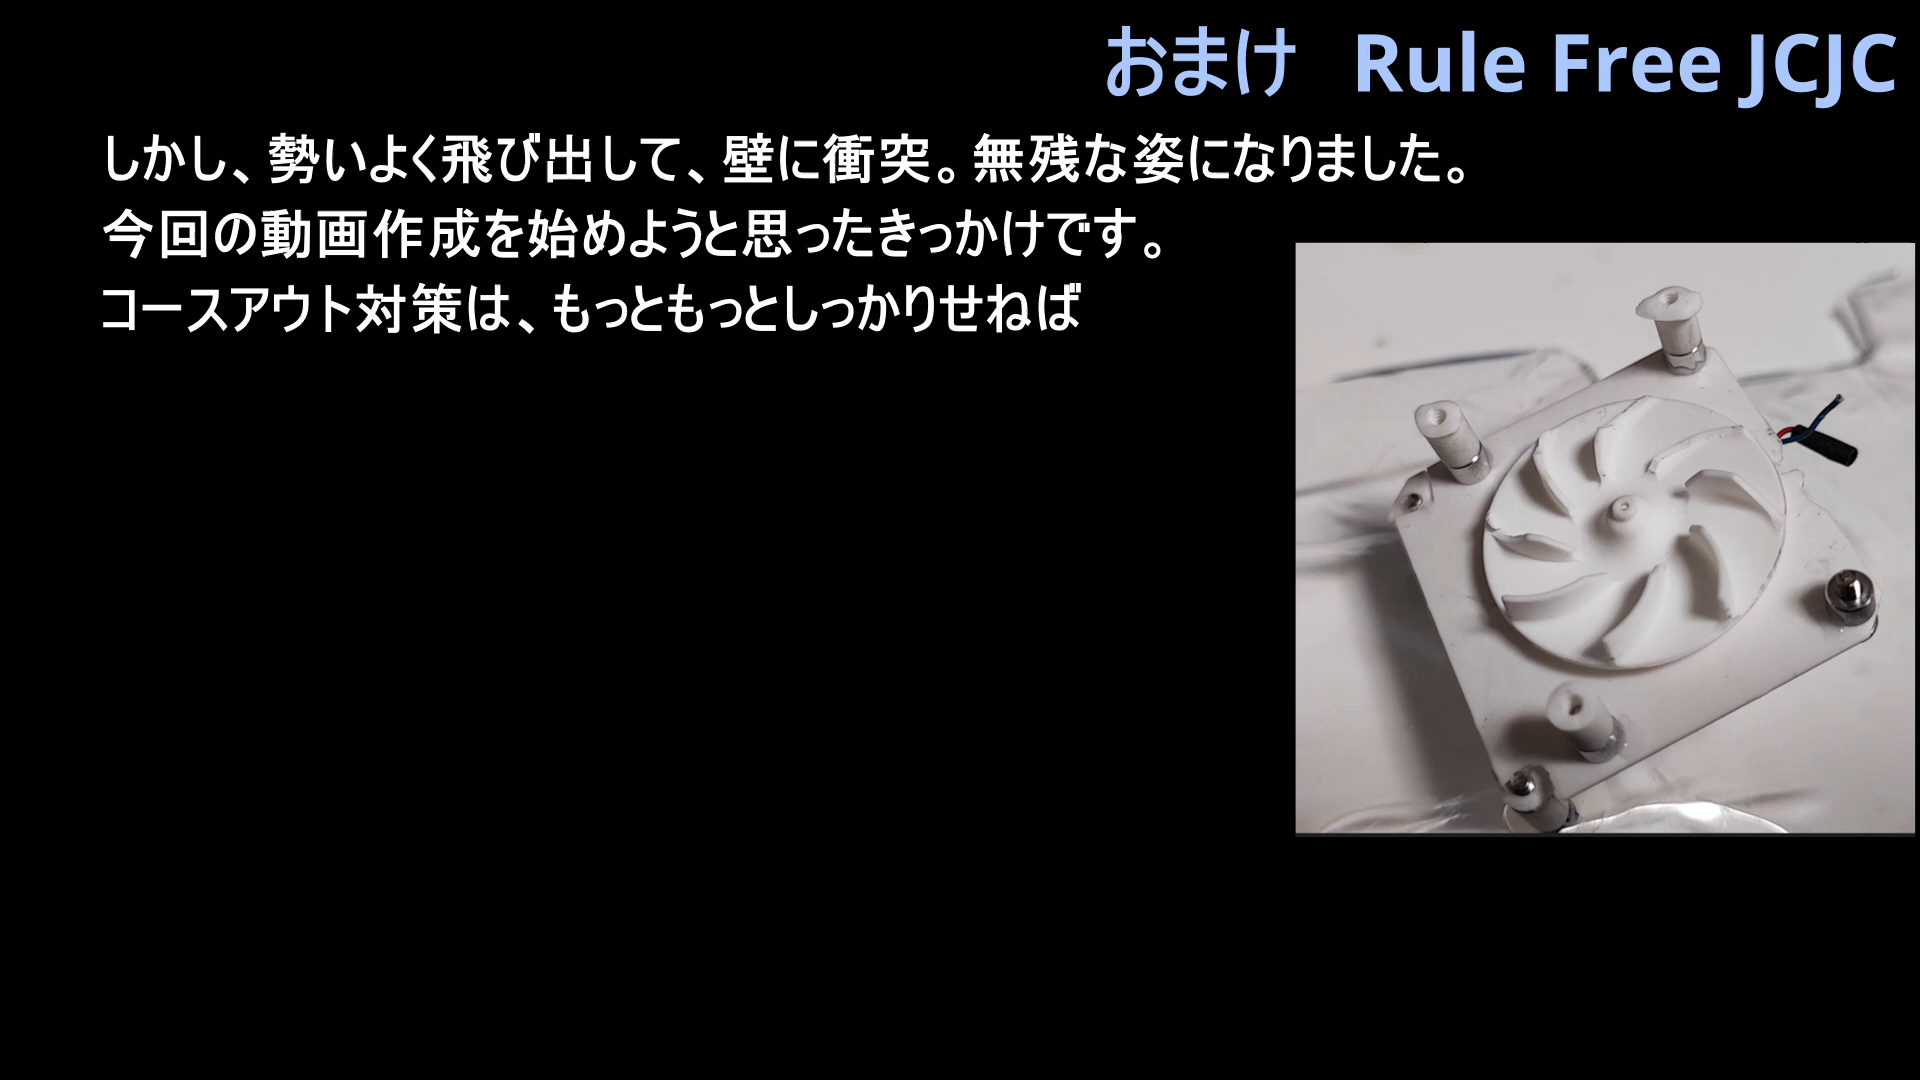 おまけ Rule Free JCJC
しかし、勢いよく飛び出して、壁に衝突。無残な姿になりました。
今回の動画作成を始めようと思ったきっかけです。
コースアウト対策は、もっともっとしっかりせねば